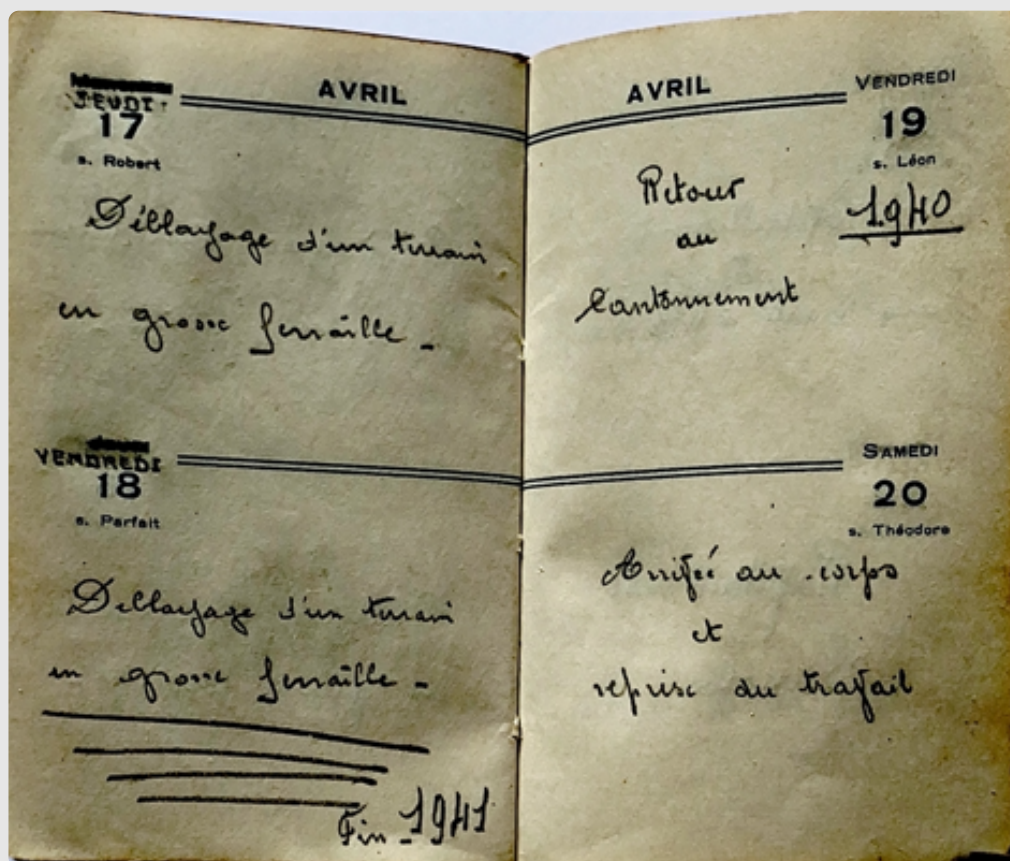 AVRIL
JEUDI
17
s. Robert
Déblayage d'un terrain
en grosse ferraille -
VENDREDI
18
s. Parfait
Déblayage d'un terrain
en grosse ferraille -
Fin - 1941
AVRIL
VENDREDI
19
s. Léon
1940
Retour
au
Cantonnement
SAMEDI
20
s. Théodore
Arrivée au corps
et
reprise du travail